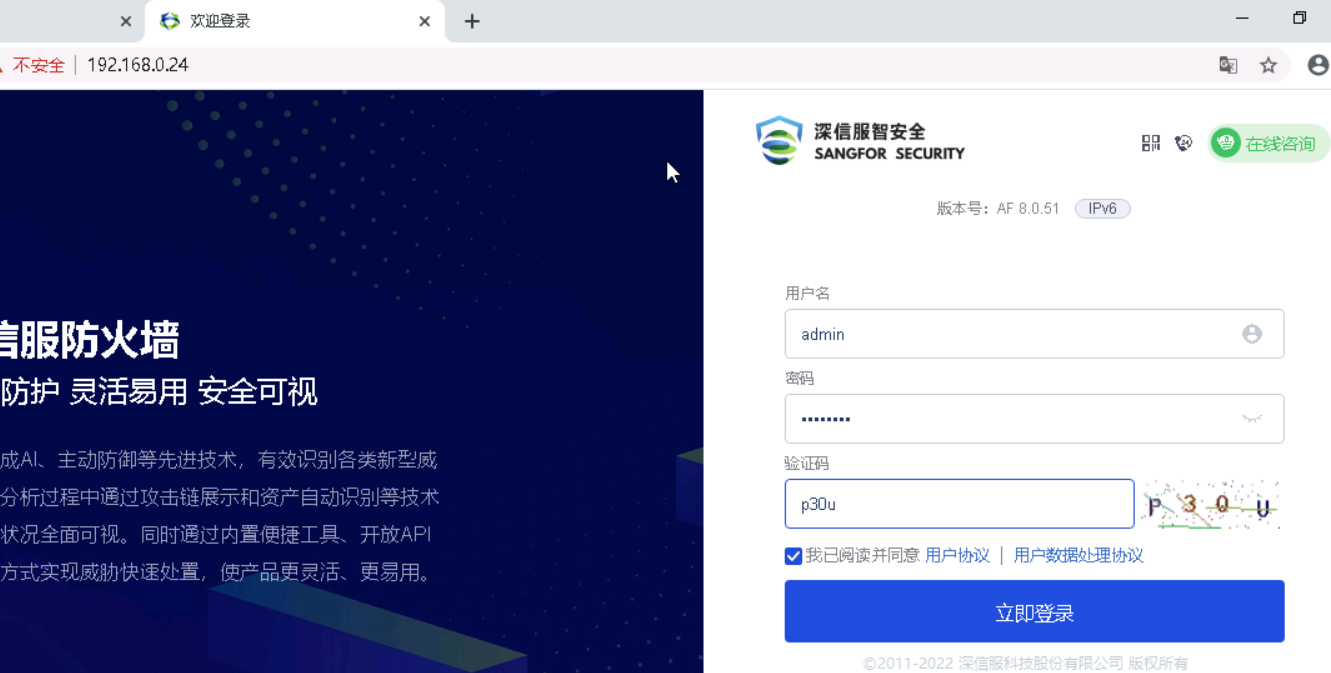 欢迎登录
不安全 192.168.0.24
深信服智安全
SANGFOR SECURITY
在线咨询
版本号: AF 8.0.51 IPv6
信服防火墙
防护 灵活易用 安全可视
成AI、主动防御等先进技术，有效识别各类新型威
分析过程中通过攻击链展示和资产自动识别等技术
状况全面可视。同时通过内置便捷工具、开放API
方式实现威胁快速处置，使产品更灵活、更易用。
用户名
admin
密码
••••••••
验证码
p30u
P 3 Q U
我已阅读并同意 用户协议 | 用户数据处理协议
立即登录
©2011-2022 深信服科技股份有限公司 版权所有